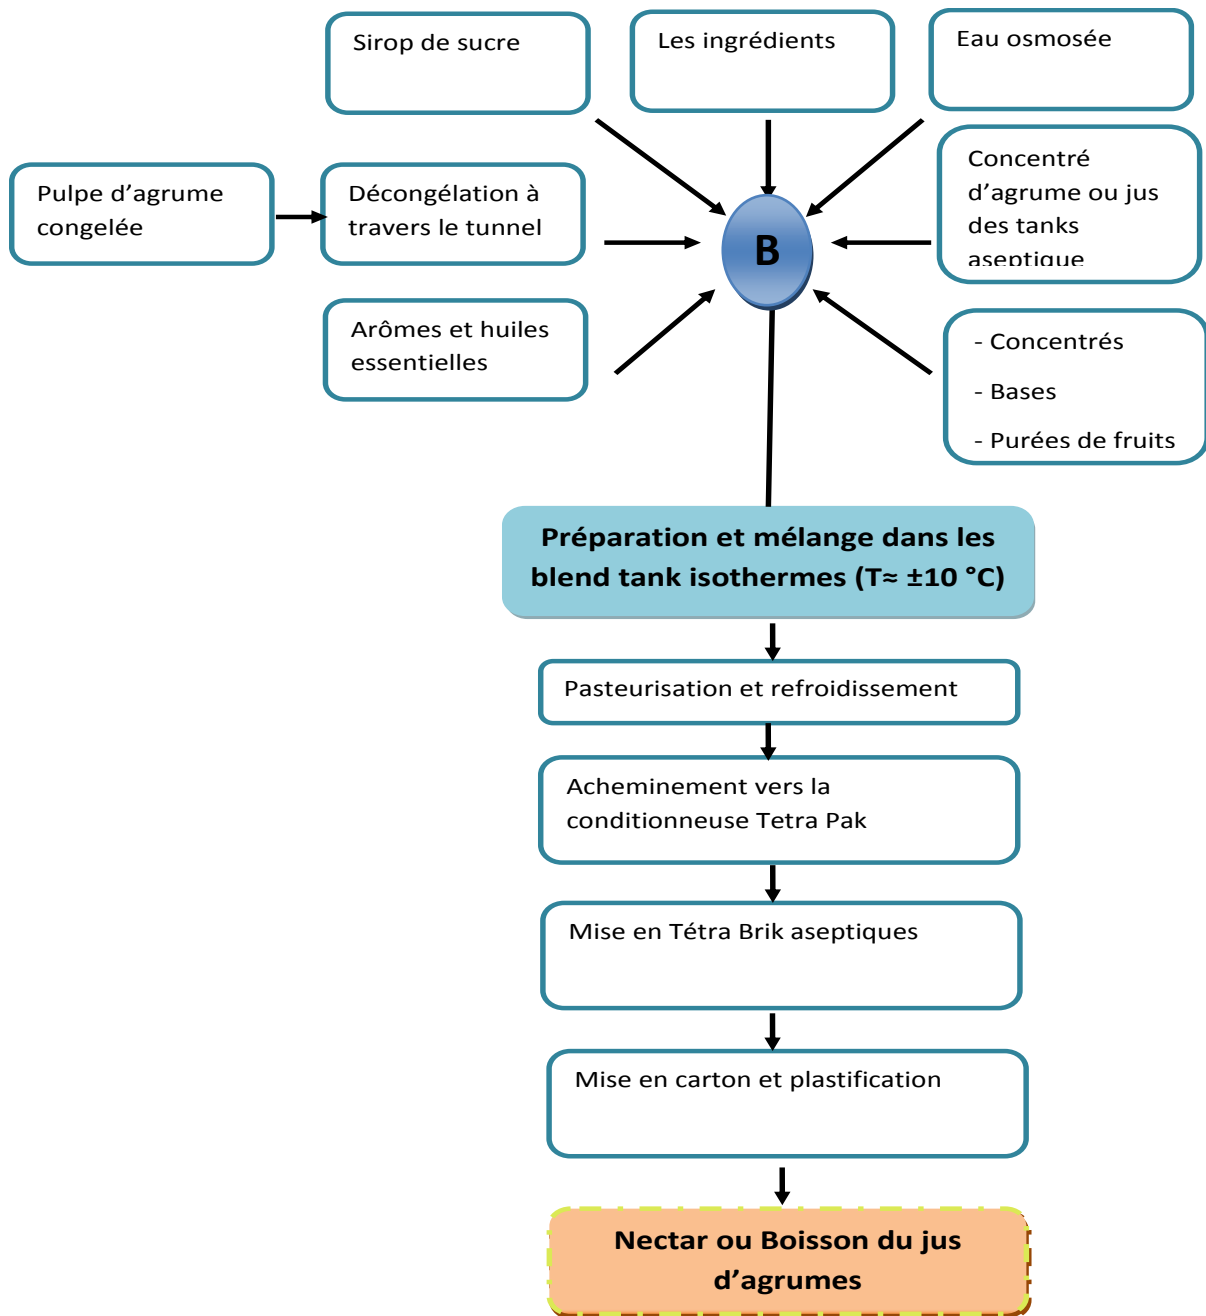 Sirop de sucre
Les ingrédients
Eau osmosée
Pulpe d’agrume
congelée
Décongélation à
travers le tunnel
B
Concentré
d’agrume ou jus
des tanks
aseptique
Arômes et huiles
essentielles
- Concentrés
- Bases
- Purées de fruits
Préparation et mélange dans les
blend tank isothermes (T≈ ±10 °C)
Pasteurisation et refroidissement
Acheminement vers la
conditionneuse Tetra Pak
Mise en Tétra Brik aseptiques
Mise en carton et plastification
Nectar ou Boisson du jus
d’agrumes